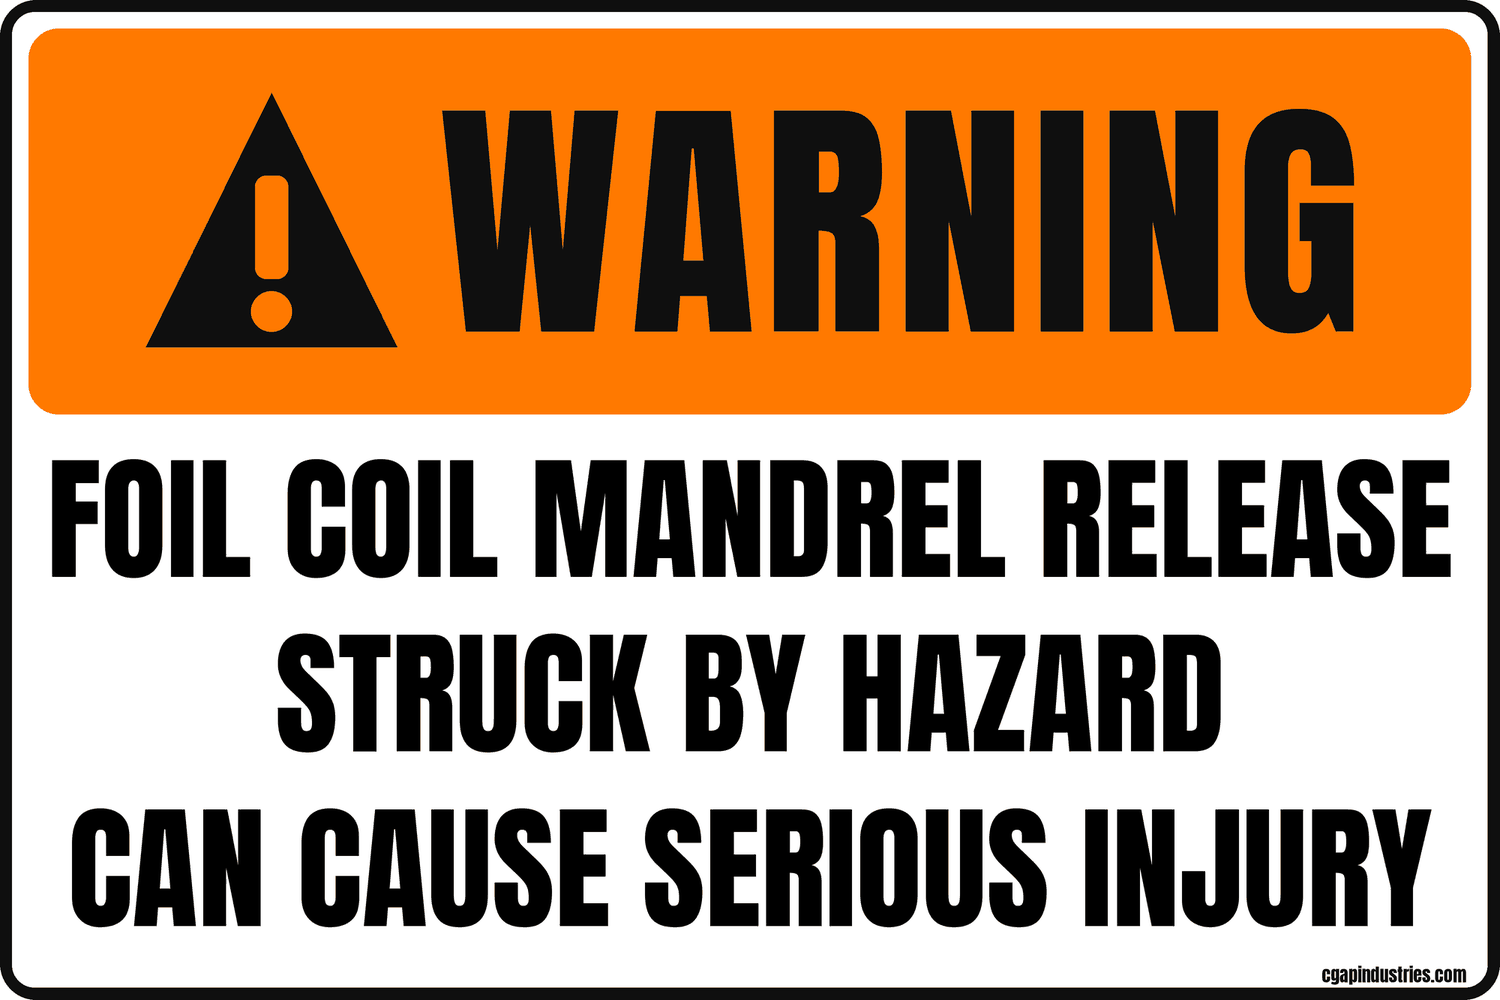 WARNING
FOIL COIL MANDREL RELEASE
STRUCK BY HAZARD
CAN CAUSE SERIOUS INJURY
cgapindustries.com